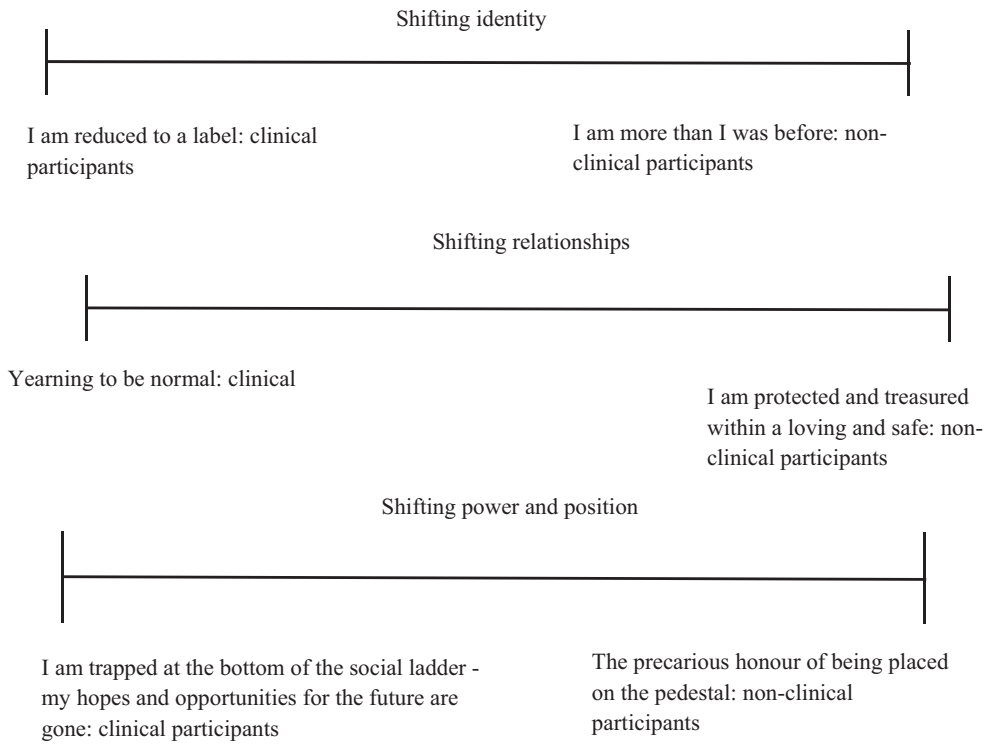 Shifting identity
I am reduced to a label: clinical
participants
I am more than I was before: non-
clinical participants
Shifting relationships
Yearning to be normal: clinical
I am protected and treasured
within a loving and safe: non-
clinical participants
Shifting power and position
I am trapped at the bottom of the social ladder -
my hopes and opportunities for the future are
gone: clinical participants
The precarious honour of being placed
on the pedestal: non-clinical
participants